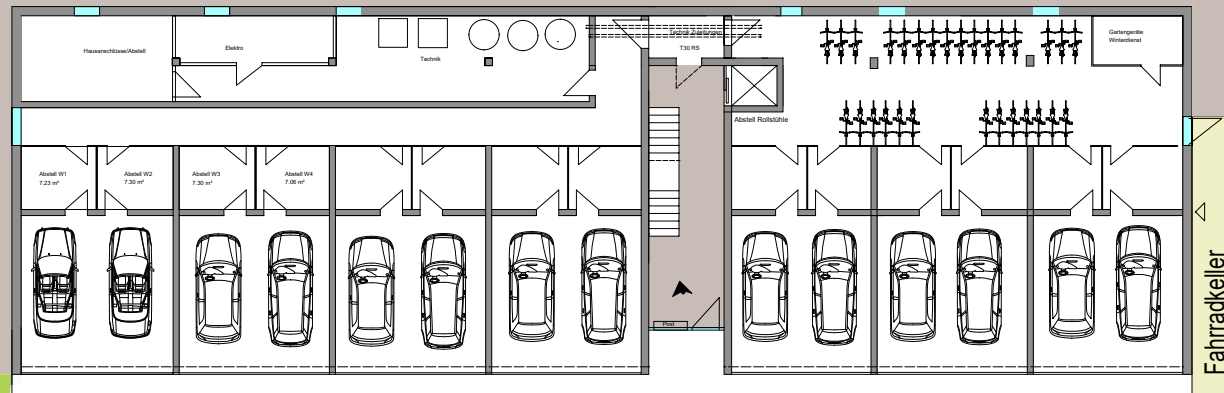 Hausanschlüsse/Abstell
Elektro
Technik
Technik Zuleitungen
T30 RS
Gartengeräte
Winterdienst
Abstell Rollstühle
Abstell W1
7.23 m²
Abstell W2
7.30 m²
Abstell W3
7.30 m²
Abstell W4
7.06 m²
Post
Fahrradkeller